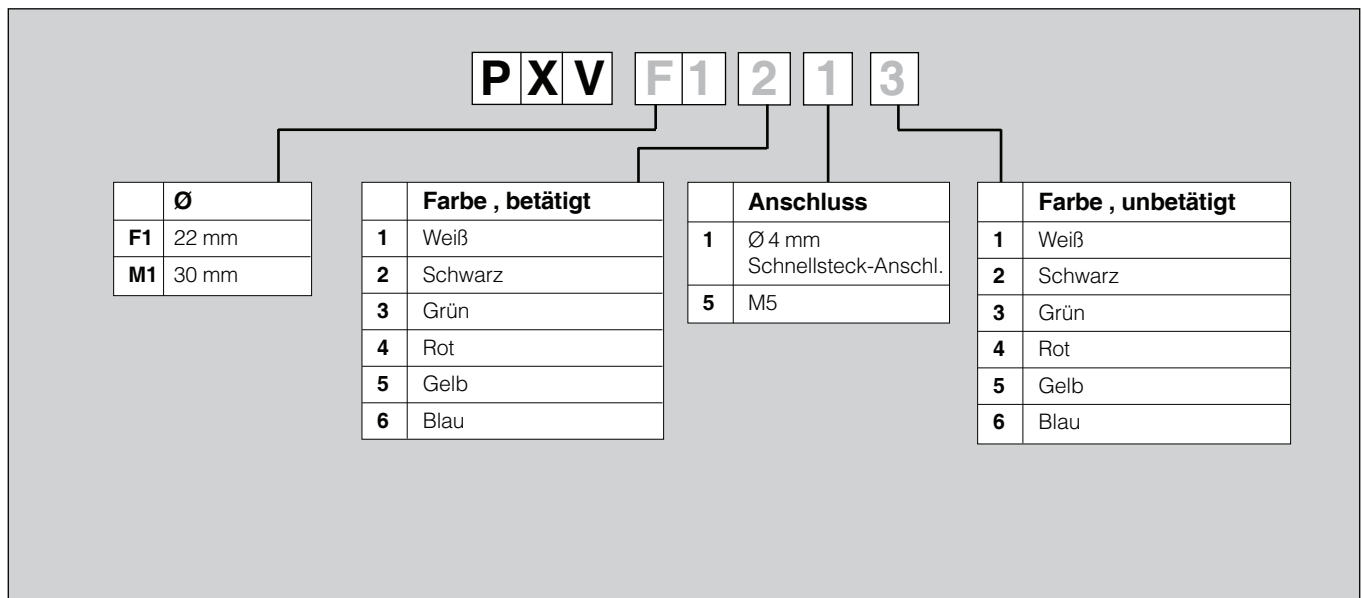 PXV F1 2 1 3
Ø
F1 22 mm
M1 30 mm
Farbe , betätigt
1 Weiß
2 Schwarz
3 Grün
4 Rot
5 Gelb
6 Blau
Anschluss
1 Ø 4 mm
Schnellsteck-Anschl.
5 M5
Farbe , unbetätigt
1 Weiß
2 Schwarz
3 Grün
4 Rot
5 Gelb
6 Blau